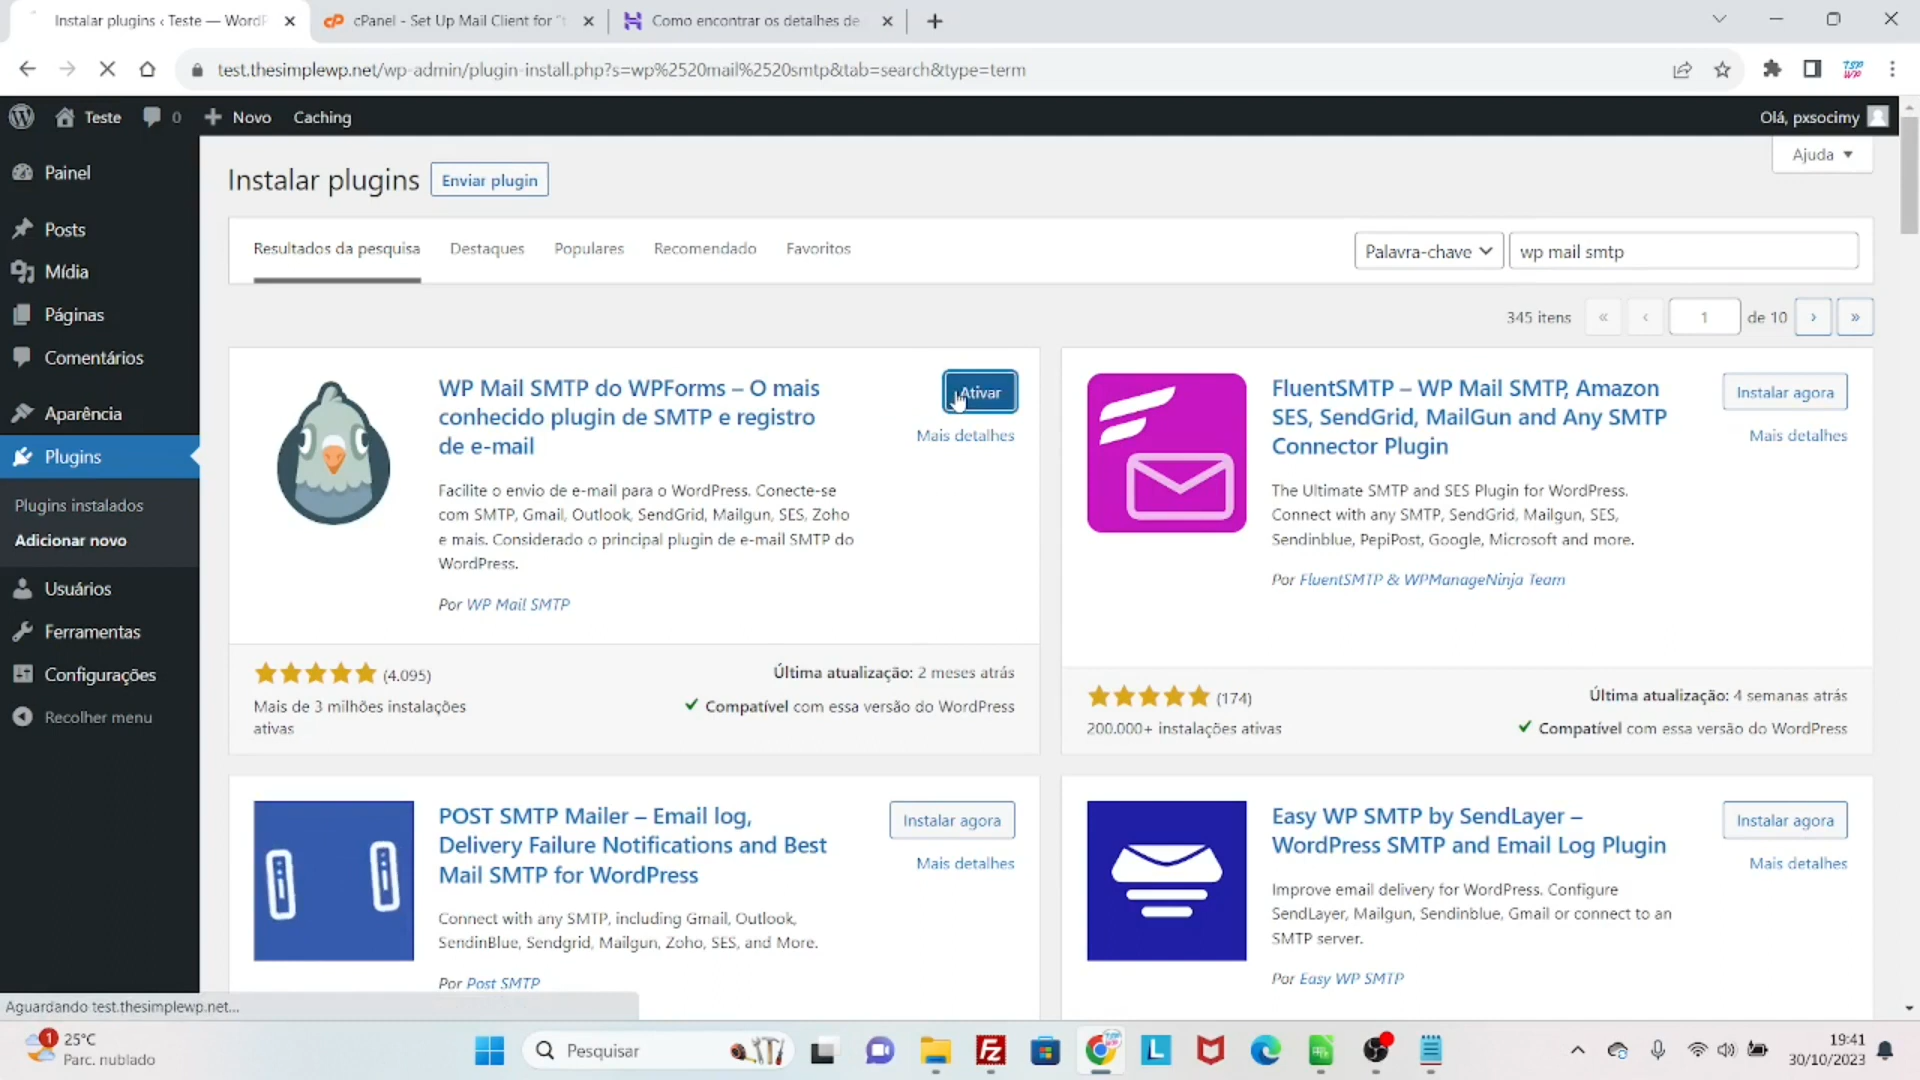 Instalar plugins ‹ Teste — WordP
cPanel - Set Up Mail Client for "t
Como encontrar os detalhes de
test.thesimplewp.net/wp-admin/plugin-install.php?s=wp%2520mail%2520smtp&tab=search&type=term
TSP
WP
Teste
0
Novo
Caching
Olá, pxsocimy
Painel
Posts
Mídia
Páginas
Comentários
Aparência
Plugins
Plugins instalados
Adicionar novo
Usuários
Ferramentas
Configurações
Recolher menu
Ajuda
Instalar plugins
Enviar plugin
Resultados da pesquisa
Destaques
Populares
Recomendado
Favoritos
Palavra-chave
wp mail smtp
345 itens « ‹ 1 de 10 › »
WP Mail SMTP do WPForms – O mais
conhecido plugin de SMTP e registro
de e-mail
Ativar
Mais detalhes
Facilite o envio de e-mail para o WordPress. Conecte-se
com SMTP, Gmail, Outlook, SendGrid, Mailgun, SES, Zoho
e mais. Considerado o principal plugin de e-mail SMTP do
WordPress.
Por WP Mail SMTP
(4.095)
Mais de 3 milhões instalações
ativas
Última atualização: 2 meses atrás
Compatível com essa versão do WordPress
FluentSMTP – WP Mail SMTP, Amazon
SES, SendGrid, MailGun and Any SMTP
Connector Plugin
Instalar agora
Mais detalhes
The Ultimate SMTP and SES Plugin for WordPress.
Connect with any SMTP, SendGrid, Mailgun, SES,
Sendinblue, PepiPost, Google, Microsoft and more.
Por FluentSMTP & WPManageNinja Team
(174)
200.000+ instalações ativas
Última atualização: 4 semanas atrás
Compatível com essa versão do WordPress
POST SMTP Mailer – Email log,
Delivery Failure Notifications and Best
Mail SMTP for WordPress
Instalar agora
Mais detalhes
Connect with any SMTP, including Gmail, Outlook,
SendinBlue, Sendgrid, Mailgun, Zoho, SES, and More.
Por Post SMTP
Easy WP SMTP by SendLayer –
WordPress SMTP and Email Log Plugin
Instalar agora
Mais detalhes
Improve email delivery for WordPress. Configure
SendLayer, Mailgun, Sendinblue, Gmail or connect to an
SMTP server.
Por Easy WP SMTP
Aguardando test.thesimplewp.net...
1
25°C
Parc. nublado
Pesquisar
Fz
L
19:41
30/10/2023